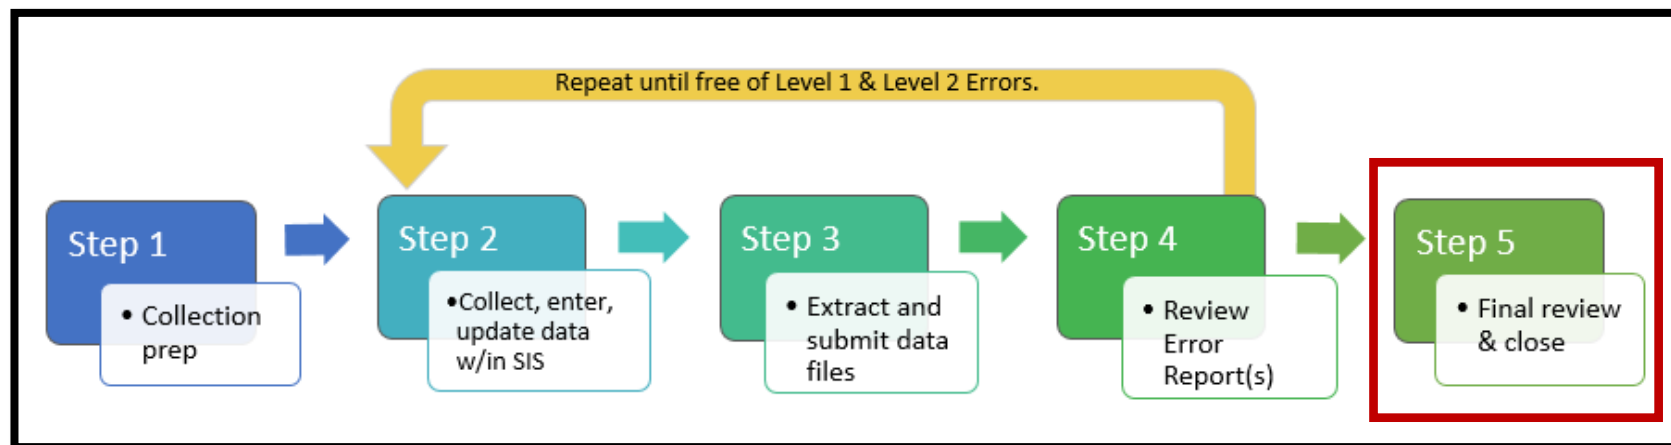 Repeat until free of Level 1 & Level 2 Errors.
Step 1
• Collection
prep
Step 2
•Collect, enter,
update data
w/in SIS
Step 3
• Extract and
submit data
files
Step 4
• Review
Error
Report(s)
Step 5
• Final review
& close